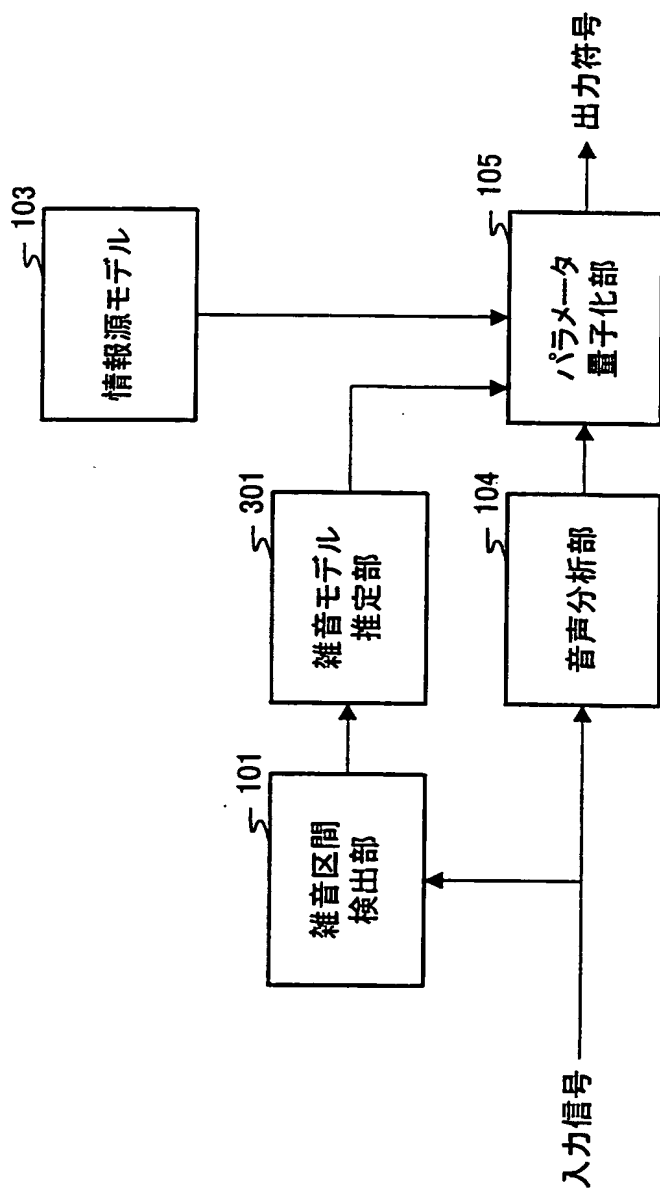 103
情報源モデル
301
雑音モデル
推定部
105
パラメータ
量子化部
出力符号
101
雑音区間
検出部
104
音声分析部
入力信号